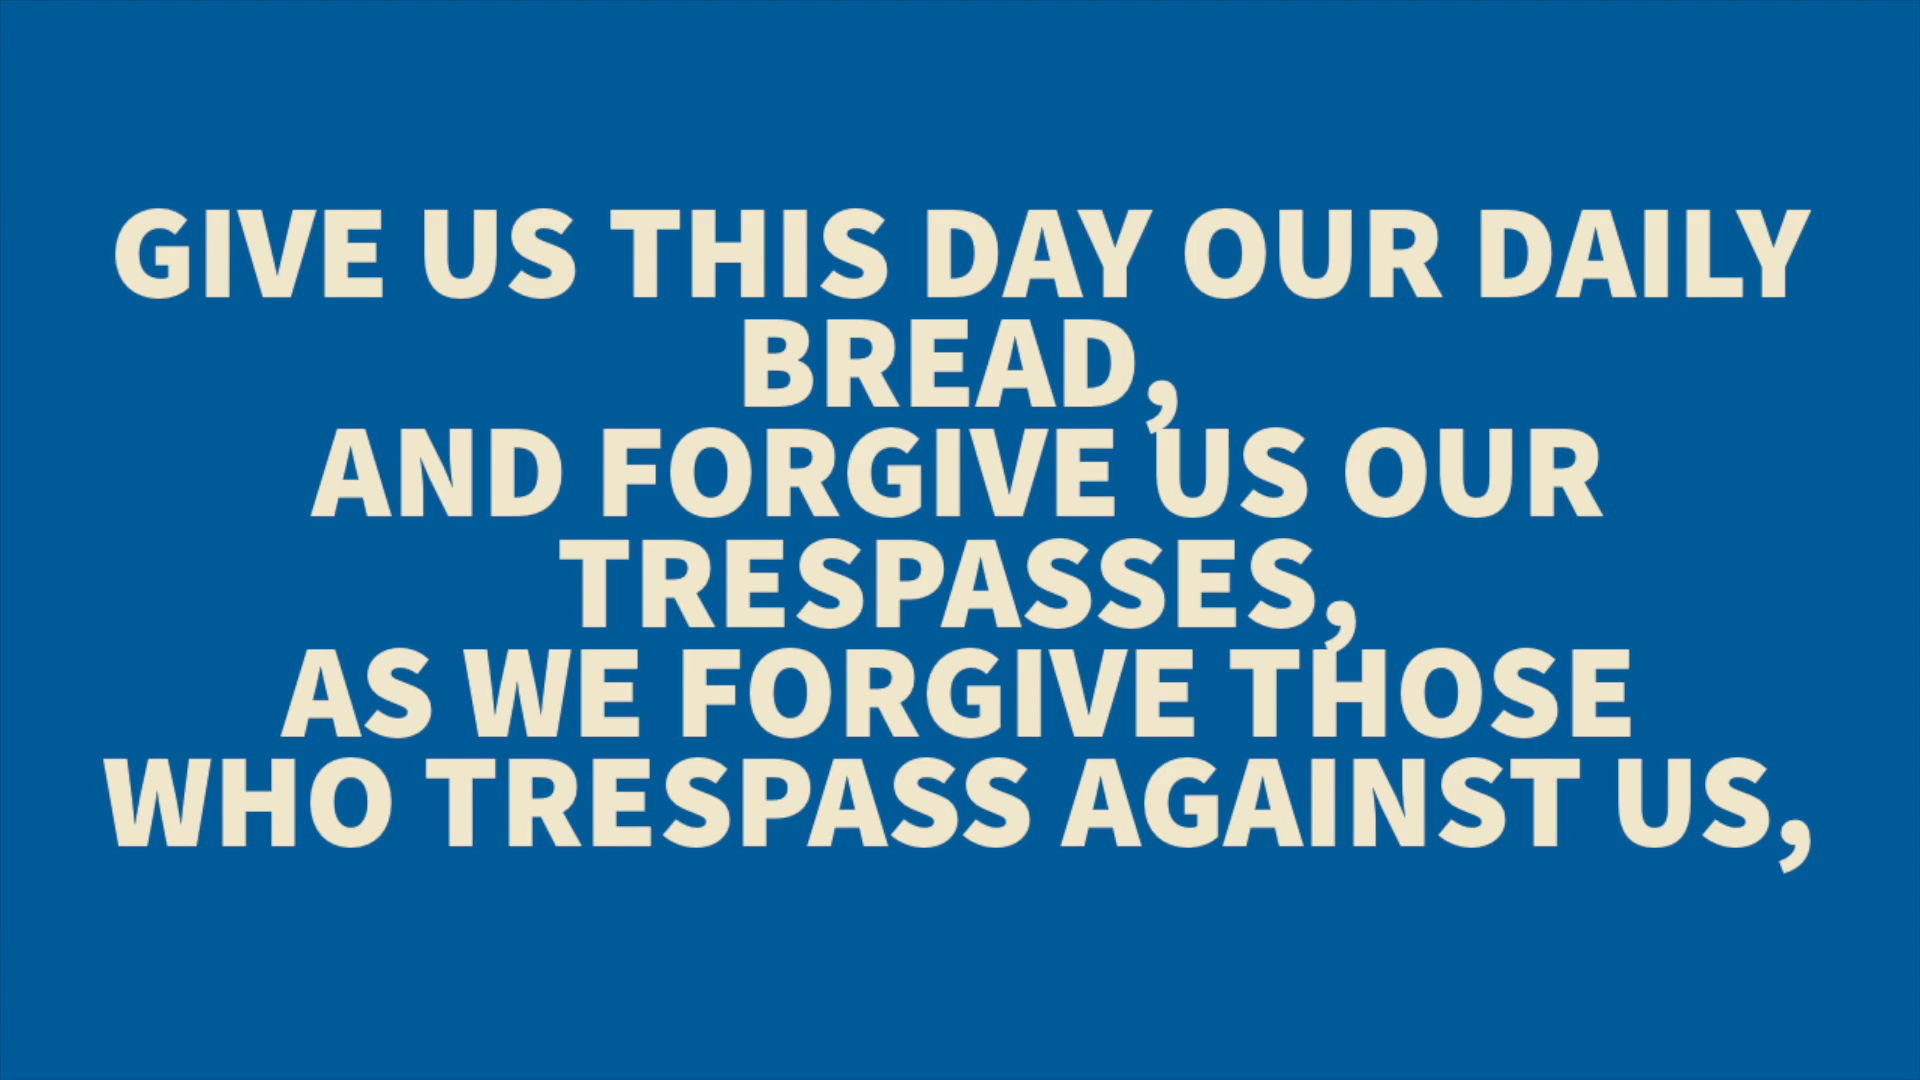 GIVE US THIS DAY OUR DAILY
BREAD,
AND FORGIVE US OUR
TRESPASSES,
AS WE FORGIVE THOSE
WHO TRESPASS AGAINST US,